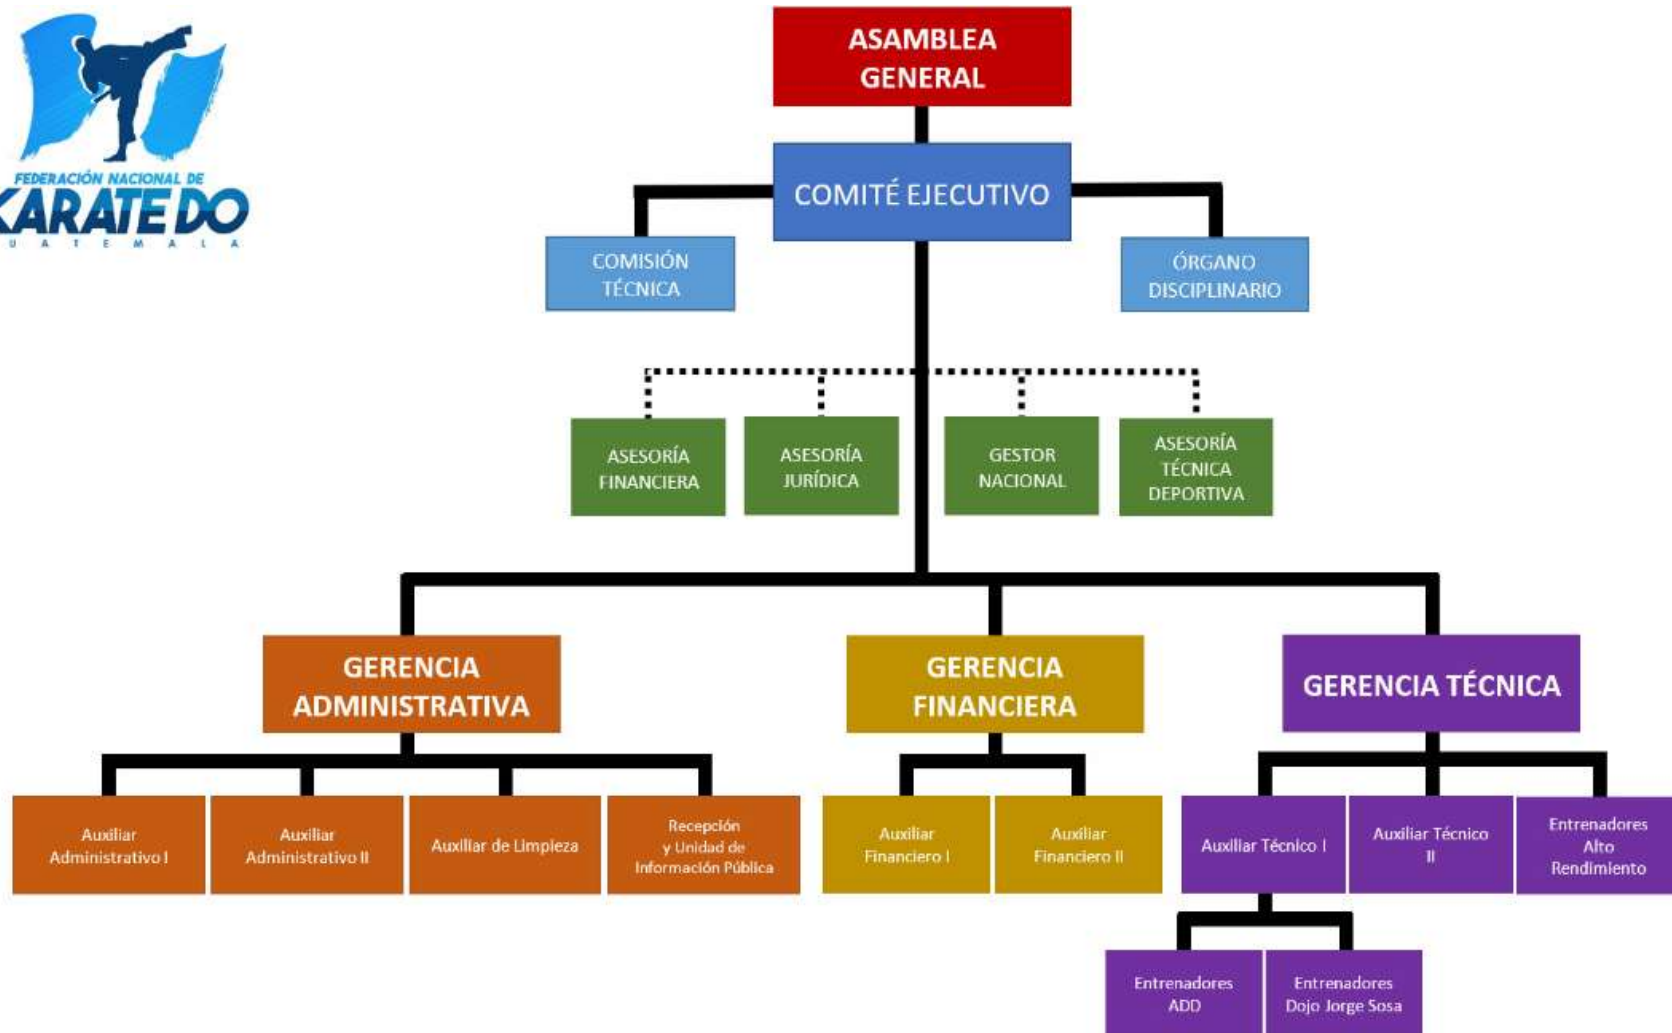 FEDERACIÓN NACIONAL DE
KARATE DO
UATEMALA
ASAMBLEA
GENERAL
COMITÉ EJECUTIVO
COMISIÓN
TÉCNICA
ÓRGANO
DISCIPLINARIO
ASESORÍA
FINANCIERA
ASESORÍA
JURÍDICA
GESTOR
NACIONAL
ASESORÍA
TÉCNICA
DEPORTIVA
GERENCIA
ADMINISTRATIVA
GERENCIA
FINANCIERA
GERENCIA TÉCNICA
Auxiliar
Administrativo I
Auxiliar
Administrativo II
Auxiliar de Limpieza
Recepción
y Unidad de
Información Pública
Auxiliar
Financiero I
Auxiliar
Financiero II
Auxiliar Técnico I
Auxiliar Técnico
II
Entrenadores
Alto
Rendimiento
Entrenadores
ADD
Entrenadores
Dojo Jorge Sosa